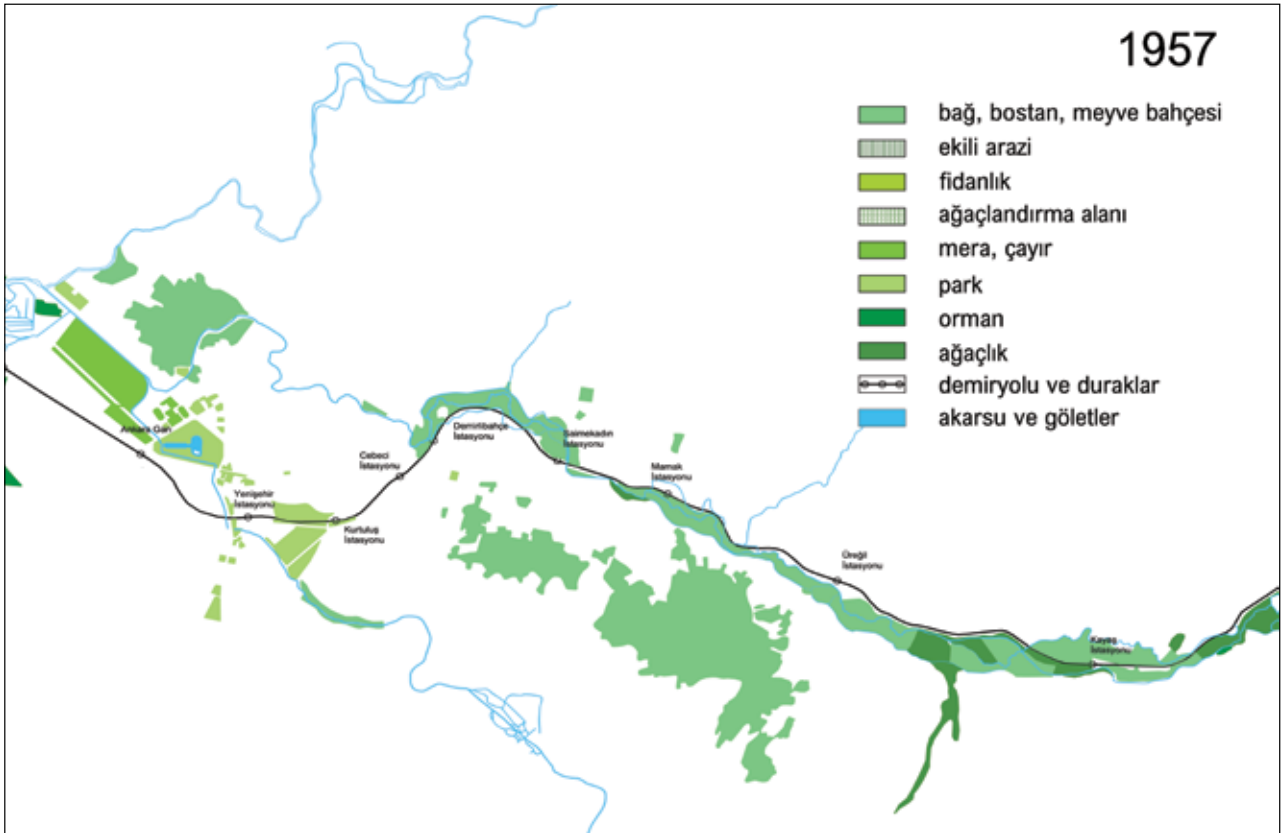 1957
bağ, bostan, meyve bahçesi
ekili arazi
fidanlık
ağaçlandırma alanı
mera, çayır
park
orman
ağaçlık
demiryolu ve duraklar
akarsu ve göletler
Ankara Garı
Yenişehir
İstasyonu
Kurtuluş
İstasyonu
Cebeci
İstasyonu
Demirlibahçe
İstasyonu
Saimekadın
İstasyonu
Mamak
İstasyonu
Üreğil
İstasyonu
Kayaş
İstasyonu